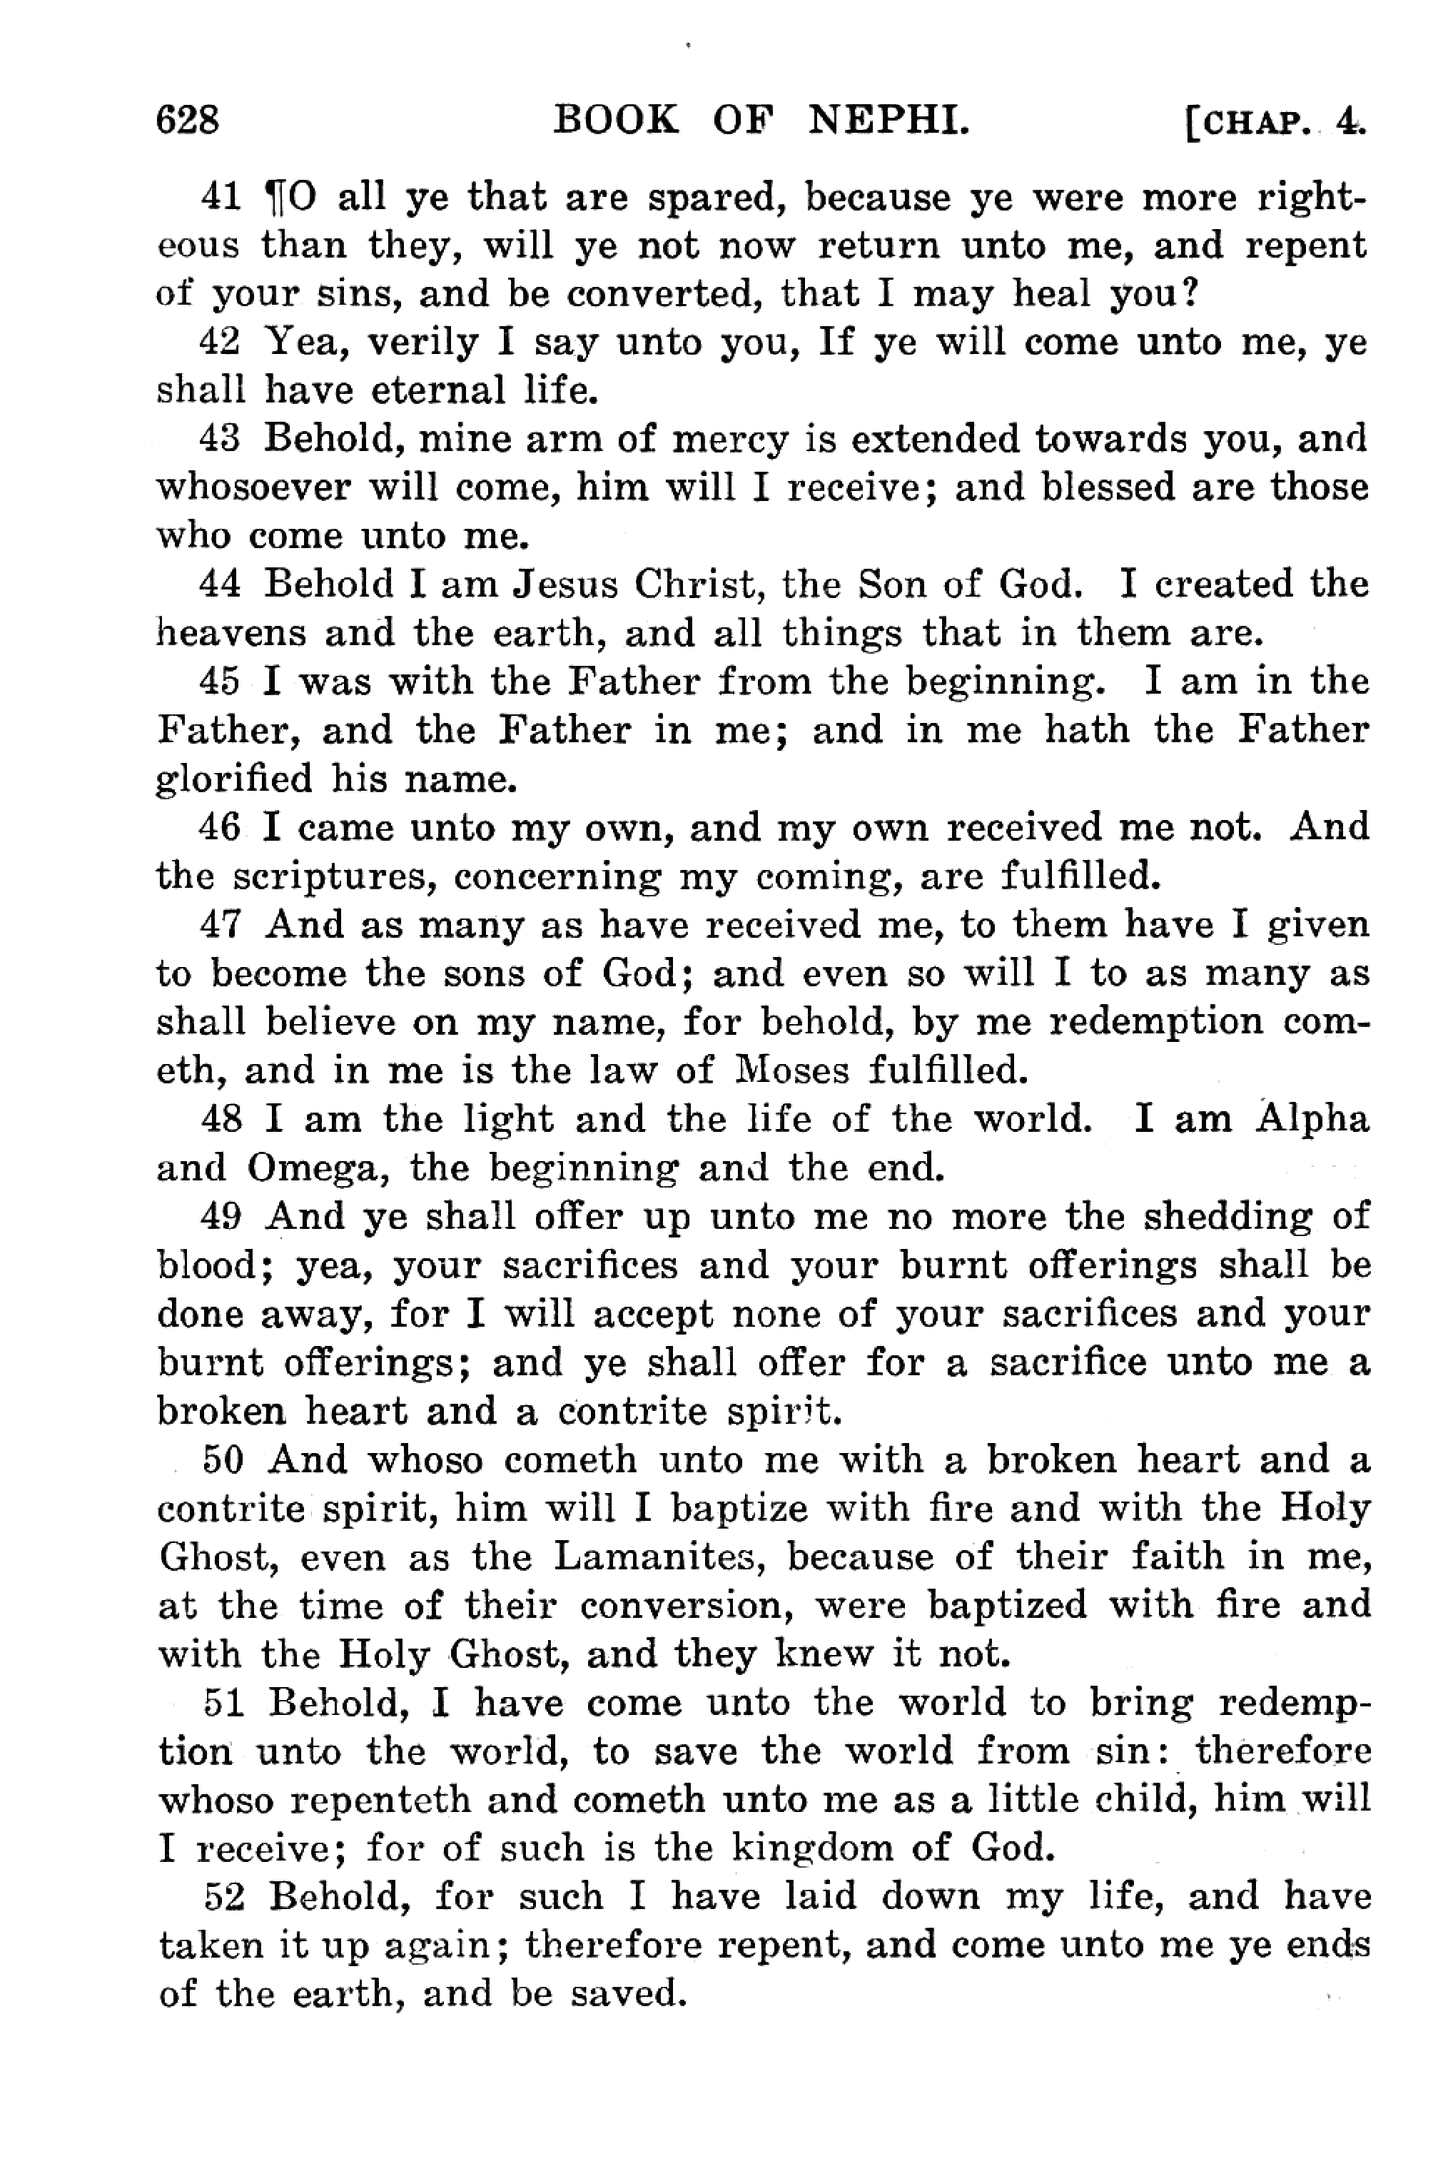 628 BOOK OF NEPHI. [CHAP. 4.
41 ¶O all ye that are spared, because ye were more right-
eous than they, will ye not now return unto me, and repent
of your sins, and be converted, that I may heal you?
42 Yea, verily I say unto you, If ye will come unto me, ye
shall have eternal life.
43 Behold, mine arm of mercy is extended towards you, and
whosoever will come, him will I receive; and blessed are those
who come unto me.
44 Behold I am Jesus Christ, the Son of God. I created the
heavens and the earth, and all things that in them are.
45 I was with the Father from the beginning. I am in the
Father, and the Father in me; and in me hath the Father
glorified his name.
46 I came unto my own, and my own received me not. And
the scriptures, concerning my coming, are fulfilled.
47 And as many as have received me, to them have I given
to become the sons of God; and even so will I to as many as
shall believe on my name, for behold, by me redemption com-
eth, and in me is the law of Moses fulfilled.
48 I am the light and the life of the world. I am Alpha
and Omega, the beginning and the end.
49 And ye shall offer up unto me no more the shedding of
blood; yea, your sacrifices and your burnt offerings shall be
done away, for I will accept none of your sacrifices and your
burnt offerings; and ye shall offer for a sacrifice unto me a
broken heart and a contrite spirit.
50 And whoso cometh unto me with a broken heart and a
contrite spirit, him will I baptize with fire and with the Holy
Ghost, even as the Lamanites, because of their faith in me,
at the time of their conversion, were baptized with fire and
with the Holy Ghost, and they knew it not.
51 Behold, I have come unto the world to bring redemp-
tion unto the world, to save the world from sin: therefore
whoso repenteth and cometh unto me as a little child, him will
I receive; for of such is the kingdom of God.
52 Behold, for such I have laid down my life, and have
taken it up again; therefore repent, and come unto me ye ends
of the earth, and be saved.